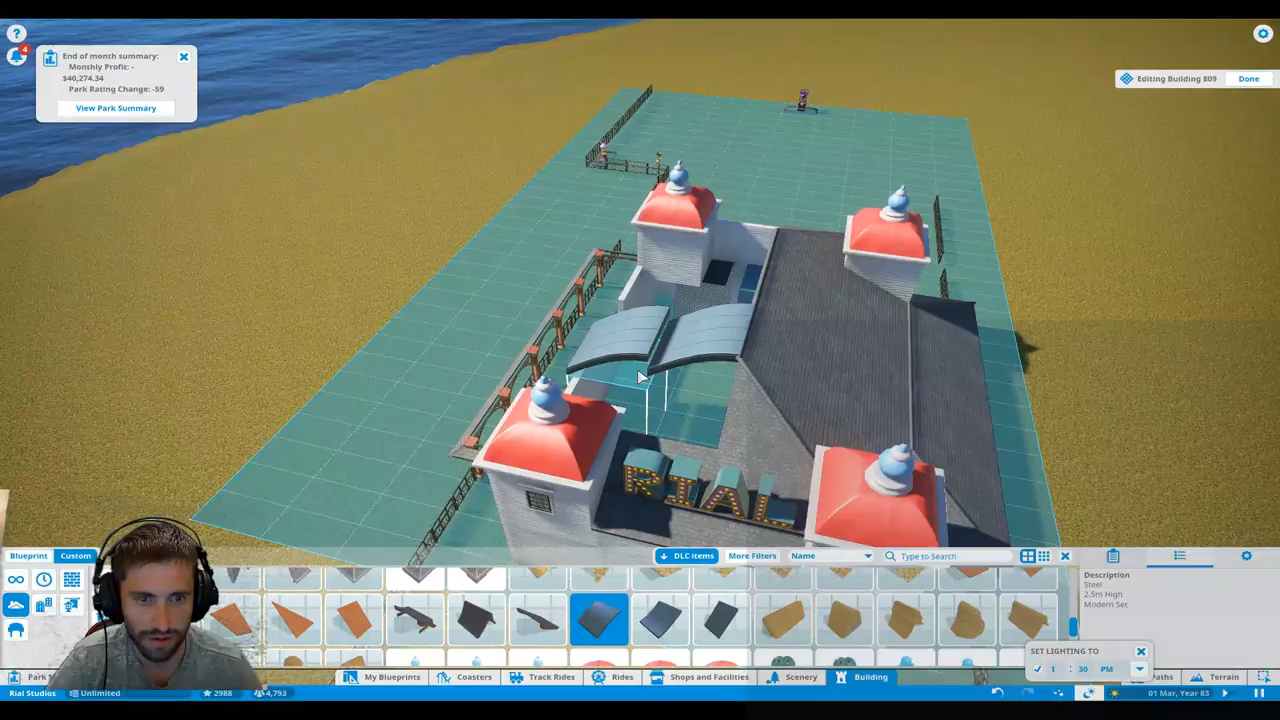 4
End of month summary:
Monthly Profit: -
$40,274.34
Park Rating Change: -59
View Park Summary
Editing Building 809
Done
RIAL
Blueprint
Custom
DLC items
More Filters
Name
Type to Search
Description
Steel
2.5m High
Modern Set
SET LIGHTING TO
1 : 30 PM
My Blueprints
Coasters
Track Rides
Rides
Shops and Facilities
Scenery
Building
Terrain
Rial Studios
Unlimited
2988
4,793
01 Mar, Year 83